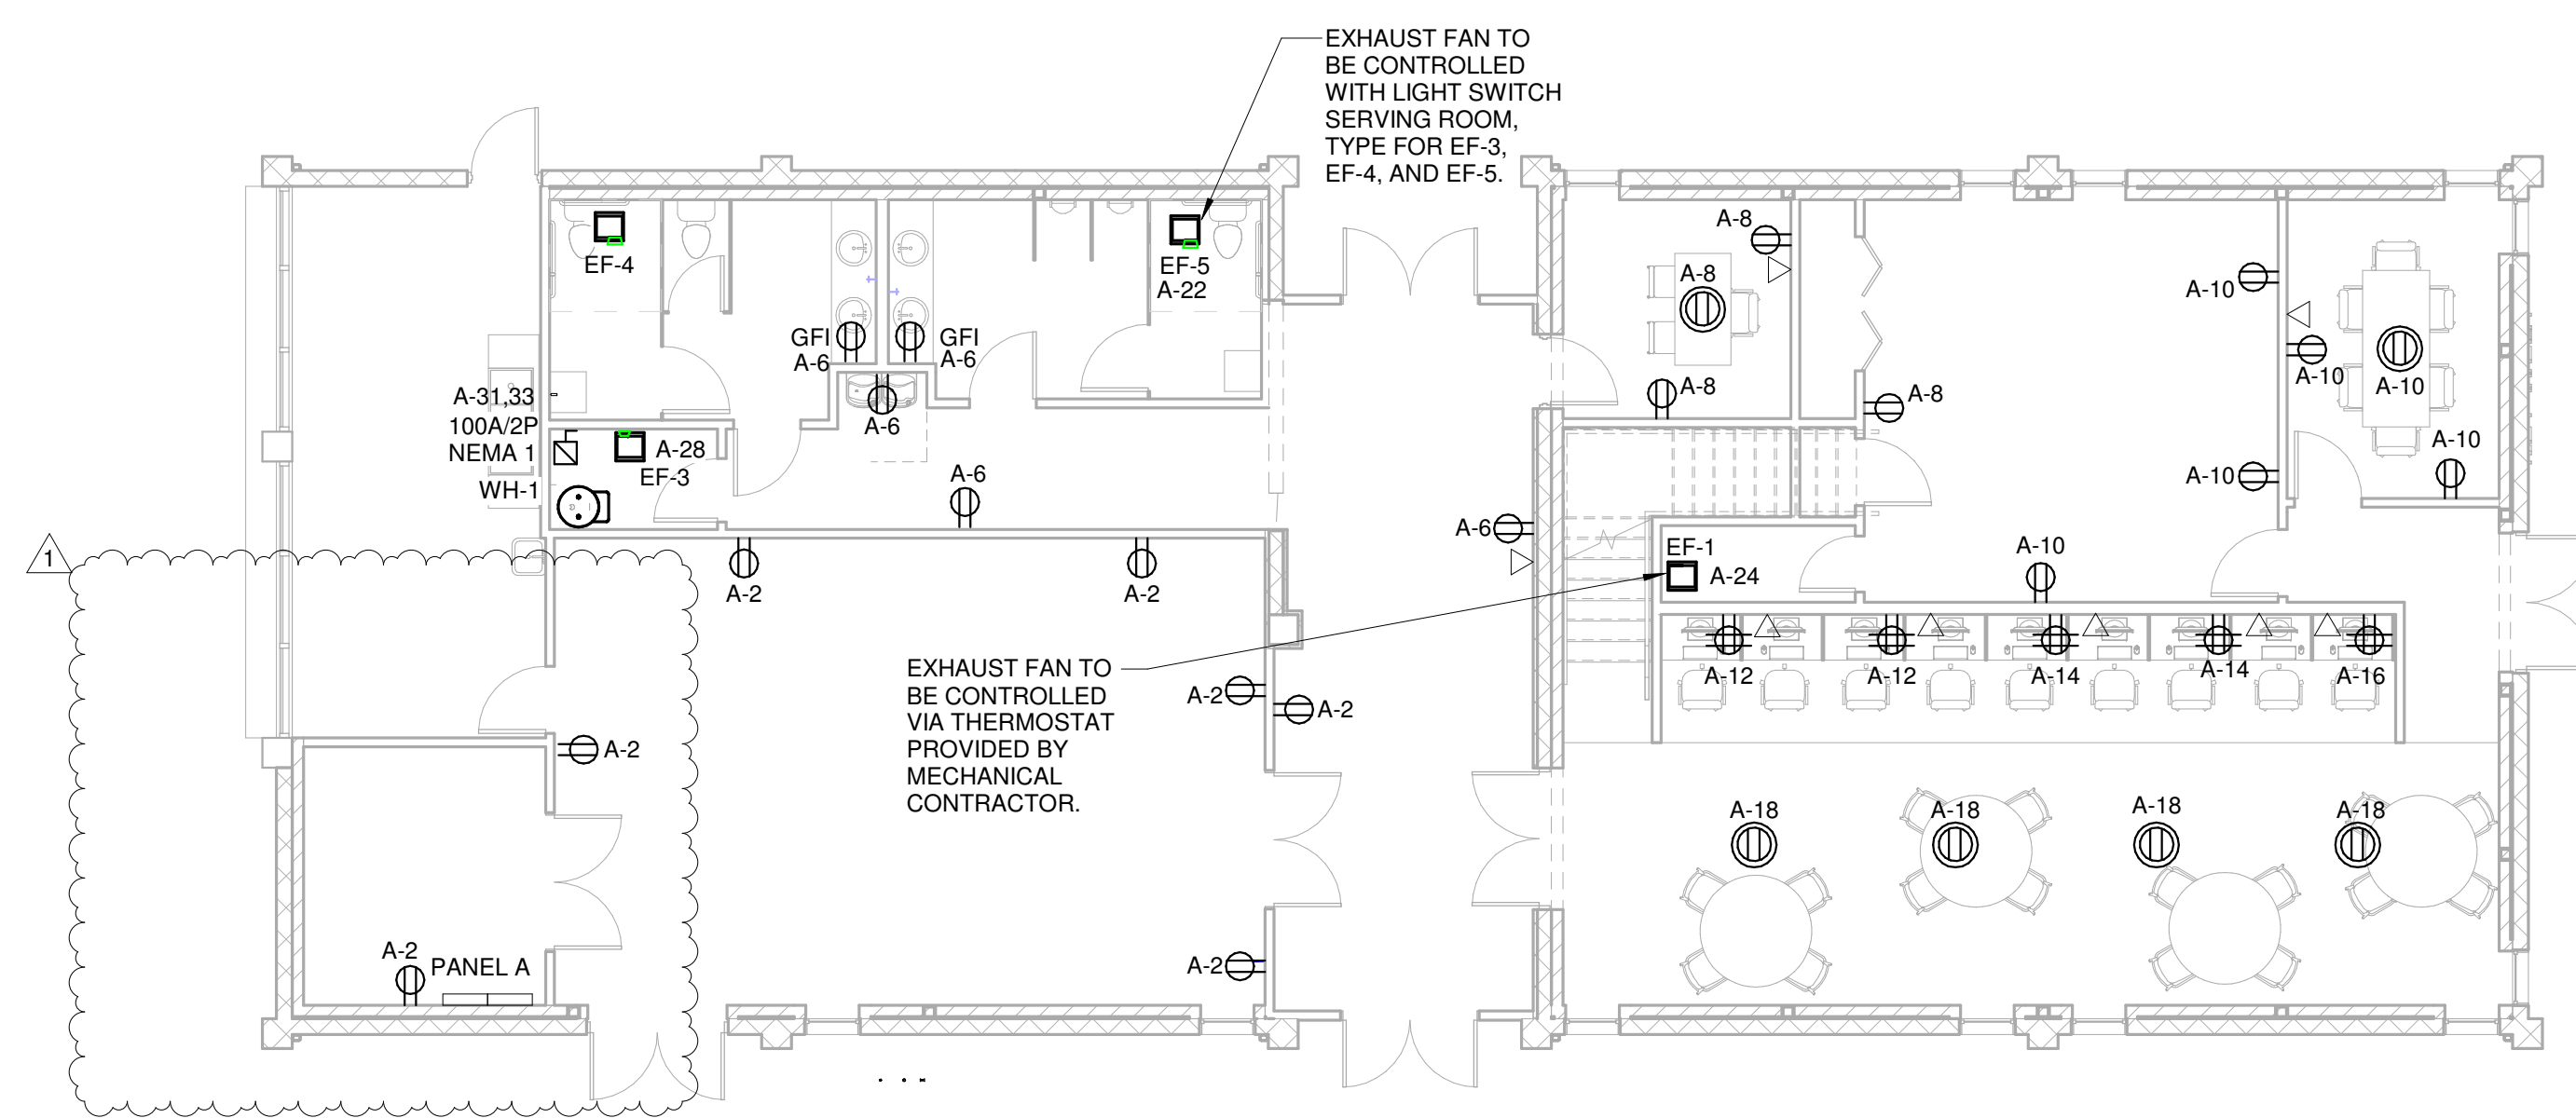 EXHAUST FAN TO
BE CONTROLLED
WITH LIGHT SWITCH
SERVING ROOM,
TYPE FOR EF-3,
EF-4, AND EF-5.
EF-4
EF-5
A-22
GFI
A-6
GFI
A-6
A-6
A-31,33
100A/2P
NEMA 1
WH-1
A-28
EF-3
A-6
A-8
A-8
A-8
A-8
A-10
A-10
A-10
A-10
A-10
A-6
EF-1
A-24
A-10
1
A-2
A-2
EXHAUST FAN TO
BE CONTROLLED
VIA THERMOSTAT
PROVIDED BY
MECHANICAL
CONTRACTOR.
A-2
A-2
A-12
A-12
A-14
A-14
A-16
A-2
A-18
A-18
A-18
A-18
A-2
PANEL A
A-2